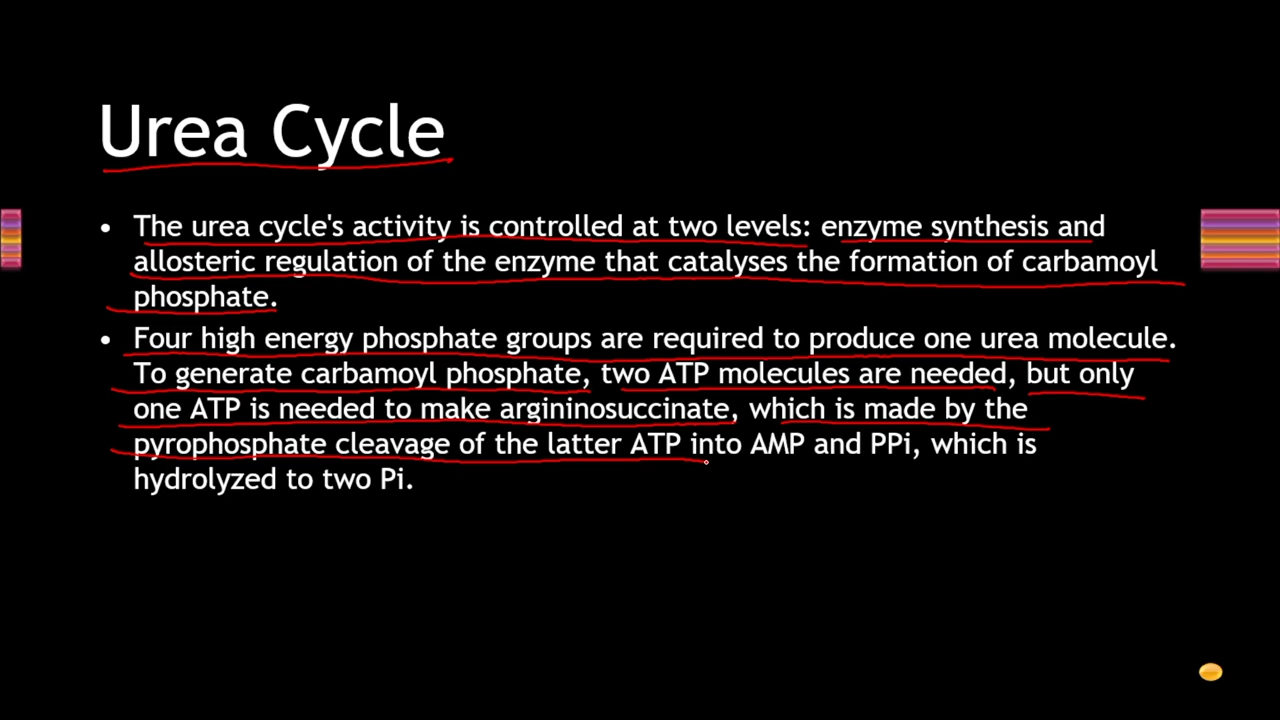 Urea Cycle
• The urea cycle's activity is controlled at two levels: enzyme synthesis and
allosteric regulation of the enzyme that catalyses the formation of carbamoyl
phosphate.
• Four high energy phosphate groups are required to produce one urea molecule.
To generate carbamoyl phosphate, two ATP molecules are needed, but only
one ATP is needed to make argininosuccinate, which is made by the
pyrophosphate cleavage of the latter ATP into AMP and PPi, which is
hydrolyzed to two Pi.